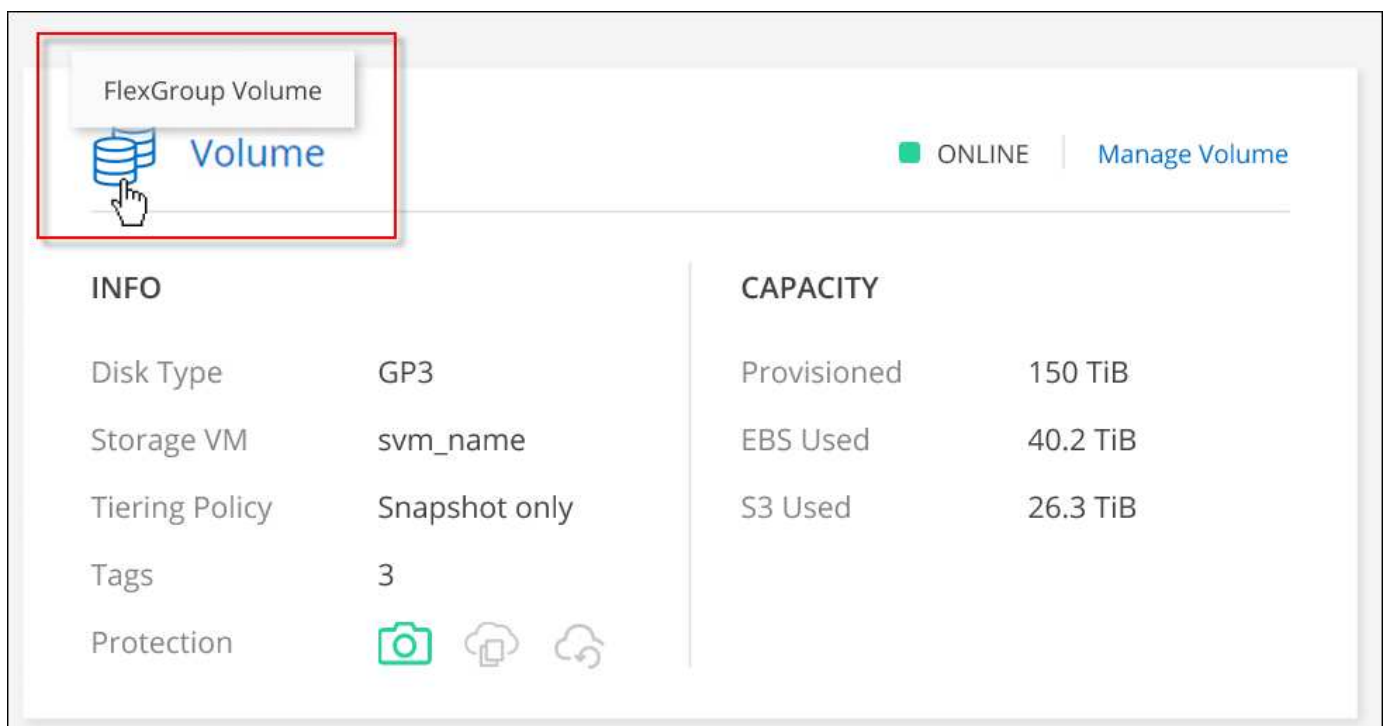 FlexGroup Volume
Volume
ONLINE
Manage Volume
INFO
Disk Type GP3
Storage VM svm_name
Tiering Policy Snapshot only
Tags 3
Protection
CAPACITY
Provisioned 150 TiB
EBS Used 40.2 TiB
S3 Used 26.3 TiB